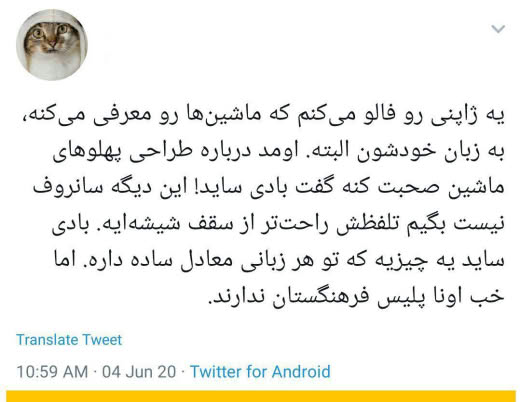 یه ژاپنی رو فالو می‌کنم که ماشین‌ها رو معرفی می‌کنه،
به زبان خودشون البته. اومد درباره طراحی پهلوهای
ماشین صحبت کنه گفت بادی ساید! این دیگه سانروف
نیست بگیم تلفظش راحت‌تر از سقف شیشه‌ایه. بادی
ساید یه چیزیه که تو هر زبانی معادل ساده داره. اما
خب اونا پلیس فرهنگستان ندارند.
Translate Tweet
10:59 AM · 04 Jun 20 · Twitter for Android